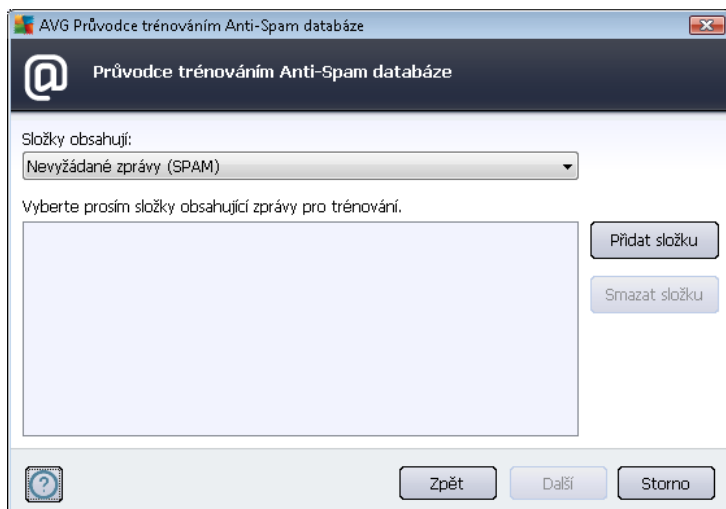 AVG Průvodce trénováním Anti-Spam databáze
Průvodce trénováním Anti-Spam databáze
Složky obsahují:
Nevyžádané zprávy (SPAM)
Vyberte prosím složky obsahující zprávy pro trénování.
Přidat složku
Smazat složku
Zpět
Další
Storno